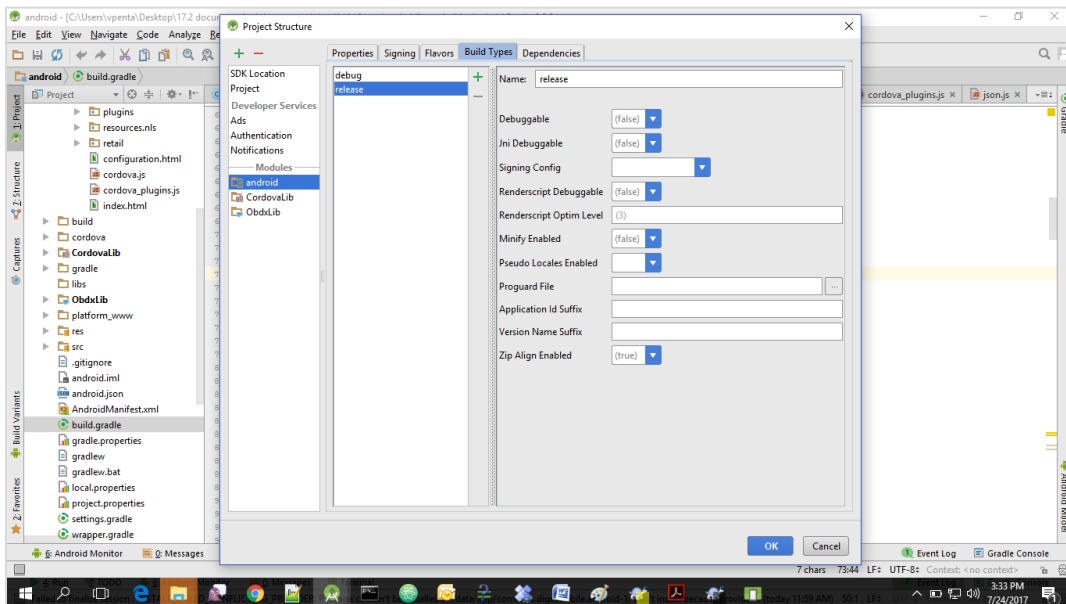 android - [C:\Users\vpenta\Desktop\17.2 docu
File Edit View Navigate Code Analyze Re
android build.gradle
Project
plugins
resources.nls
retail
configuration.html
cordova.js
cordova_plugins.js
index.html
build
cordova
CordovaLib
gradle
libs
ObdxLib
platform_www
res
src
.gitignore
android.iml
android.json
AndroidManifest.xml
build.gradle
gradle.properties
gradlew
gradlew.bat
local.properties
project.properties
settings.gradle
wrapper.gradle
1: Project
7: Structure
Captures
Build Variants
2: Favorites
Project Structure
SDK Location
Project
Developer Services
Ads
Authentication
Notifications
Modules
android
CordovaLib
ObdxLib
Properties Signing Flavors Build Types Dependencies
debug
release
Name: release
Debuggable (false)
Jni Debuggable (false)
Signing Config
Renderscript Debuggable (false)
Renderscript Optim Level (3)
Minify Enabled (false)
Pseudo Locales Enabled
Proguard File ...
Application Id Suffix
Version Name Suffix
Zip Align Enabled (true)
OK Cancel
cordova_plugins.js json.js
Gradle
Android Model
6: Android Monitor 0: Messages
Event Log Gradle Console
7 chars 73:44 LF÷ UTF-8÷ Context: <no context>
3:33 PM
7/24/2017